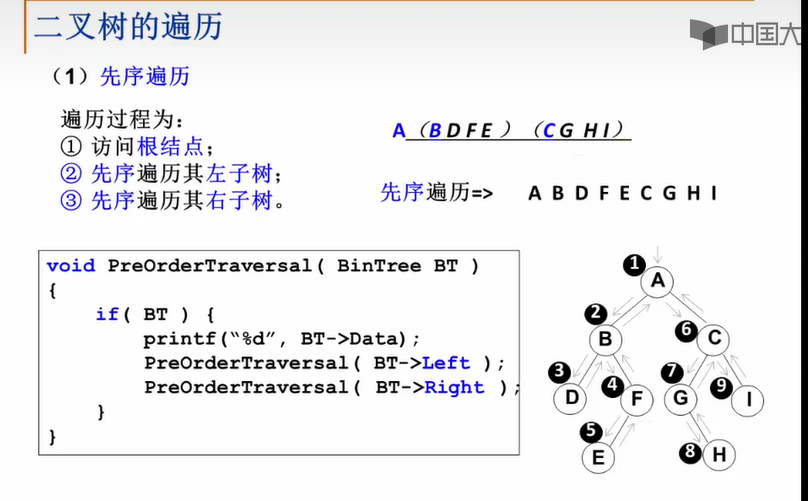 二叉树的遍历
中国大
（1）先序遍历
遍历过程为：
① 访问根结点；
② 先序遍历其左子树；
③ 先序遍历其右子树。
A（B D F E ）（C G H I）
先序遍历=> A B D F E C G H I
void PreOrderTraversal( BinTree BT )
{
if( BT ) {
printf(“%d”, BT->Data);
PreOrderTraversal( BT->Left );
PreOrderTraversal( BT->Right );
}
}
1
A
2
B
6
C
3
D
4
F
7
G
9
I
5
E
8
H